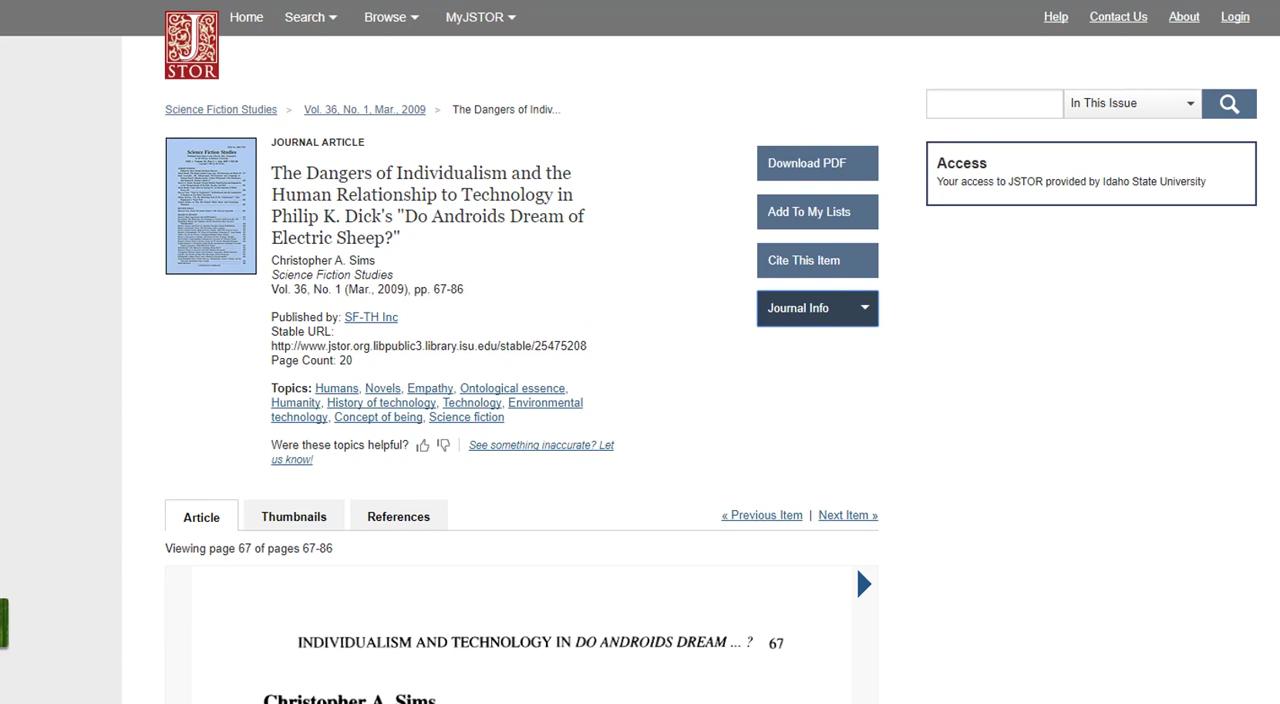 Home Search Browse MyJSTOR Help Contact Us About Login
JSTOR
Science Fiction Studies > Vol. 36, No. 1, Mar., 2009 > The Dangers of Indiv...
In This Issue
JOURNAL ARTICLE
The Dangers of Individualism and the
Human Relationship to Technology in
Philip K. Dick's "Do Androids Dream of
Electric Sheep?"
Christopher A. Sims
Science Fiction Studies
Vol. 36, No. 1 (Mar., 2009), pp. 67-86
Published by: SF-TH Inc
Stable URL:
http://www.jstor.org.libpublic3.library.isu.edu/stable/25475208
Page Count: 20
Topics: Humans, Novels, Empathy, Ontological essence,
Humanity, History of technology, Technology, Environmental
technology, Concept of being, Science fiction
Were these topics helpful? See something inaccurate? Let
us know!
Download PDF
Add To My Lists
Cite This Item
Journal Info
Access
Your access to JSTOR provided by Idaho State University
Science Fiction Studies
Article Thumbnails References « Previous Item | Next Item »
Viewing page 67 of pages 67-86
INDIVIDUALISM AND TECHNOLOGY IN DO ANDROIDS DREAM ... ? 67
Christopher A. Sims